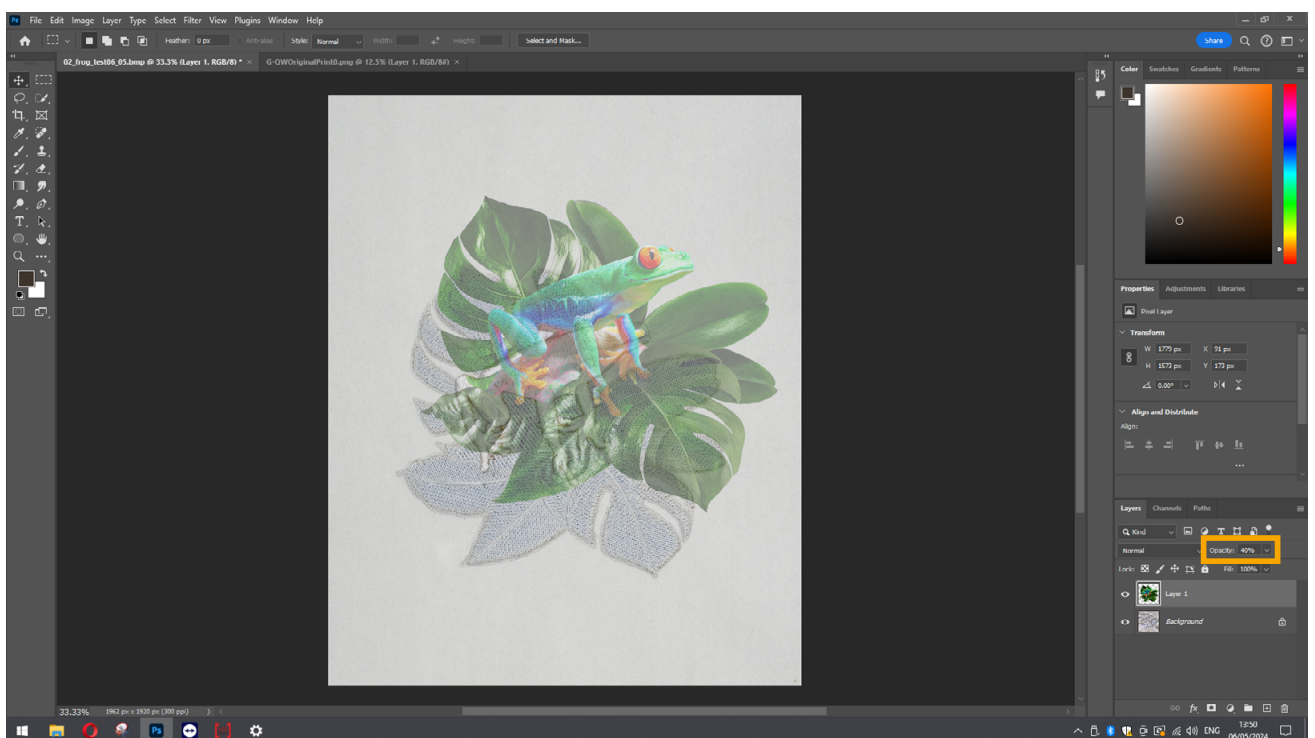 Ps File Edit Image Layer Type Select Filter View Plugins Window Help
Feather: 0 px Anti-alias Style: Normal Width: Height: Select and Mask... Share
02_frog_test06_05.bmp @ 33.3% (Layer 1, RGB/8) * × G-QWOriginalPrint0.png @ 12.5% (Layer 1, RGB/8#) ×
Color Swatches Gradients Patterns
Properties Adjustments Libraries
Pixel Layer
Transform
W 1779 px X 91 px
H 1573 px Y 173 px
0.00°
Align and Distribute
Align:
Layers Channels Paths
Kind
Normal Opacity: 40%
Lock: Fill: 100%
Layer 1
Background
33.33% 1962 px x 1920 px (300 ppi)
Ps ENG 13:50
06/05/2024